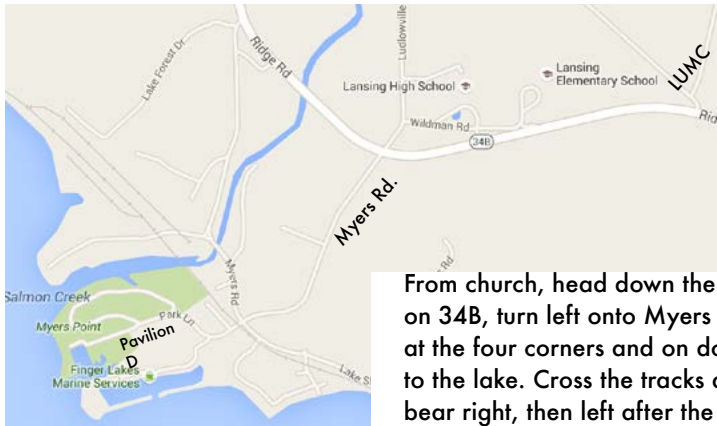 Lake Forest Dr
Ridge Rd
Ludlowville
Lansing High School
Lansing
Elementary School
LUMC
Wildman Rd
34B
Myers Rd.
Myers Rd
Salmon Creek
Myers Point
Park Ln
Pavilion
D
Finger Lakes
Marine Services
Lake
Rd
From church, head down the
on 34B, turn left onto Myers
at the four corners and on
to the lake. Cross the tracks
bear right, then left after the